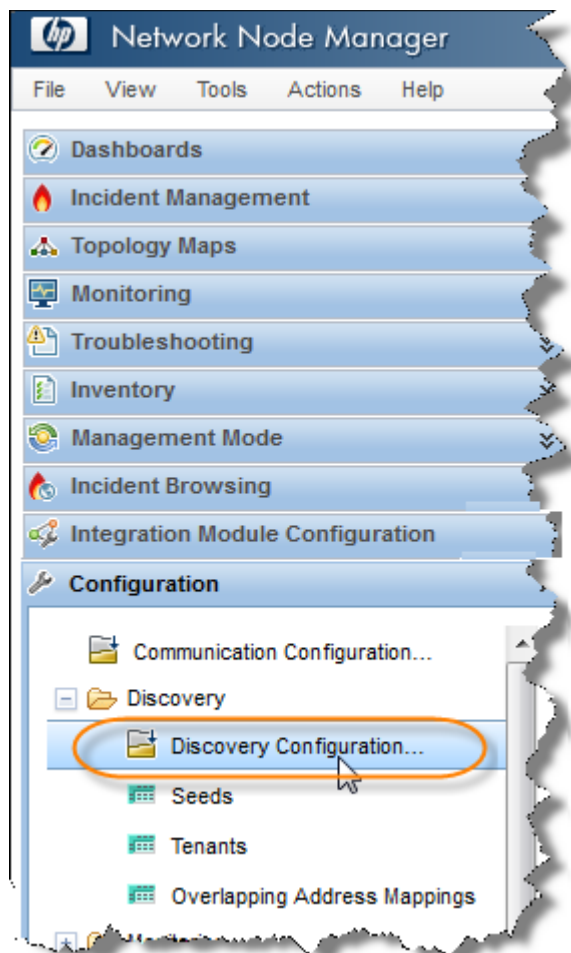 hp Network Node Manager
File View Tools Actions Help
Dashboards
Incident Management
Topology Maps
Monitoring
Troubleshooting
Inventory
Management Mode
Incident Browsing
Integration Module Configuration
Configuration
Communication Configuration...
Discovery
Discovery Configuration...
Seeds
Tenants
Overlapping Address Mappings